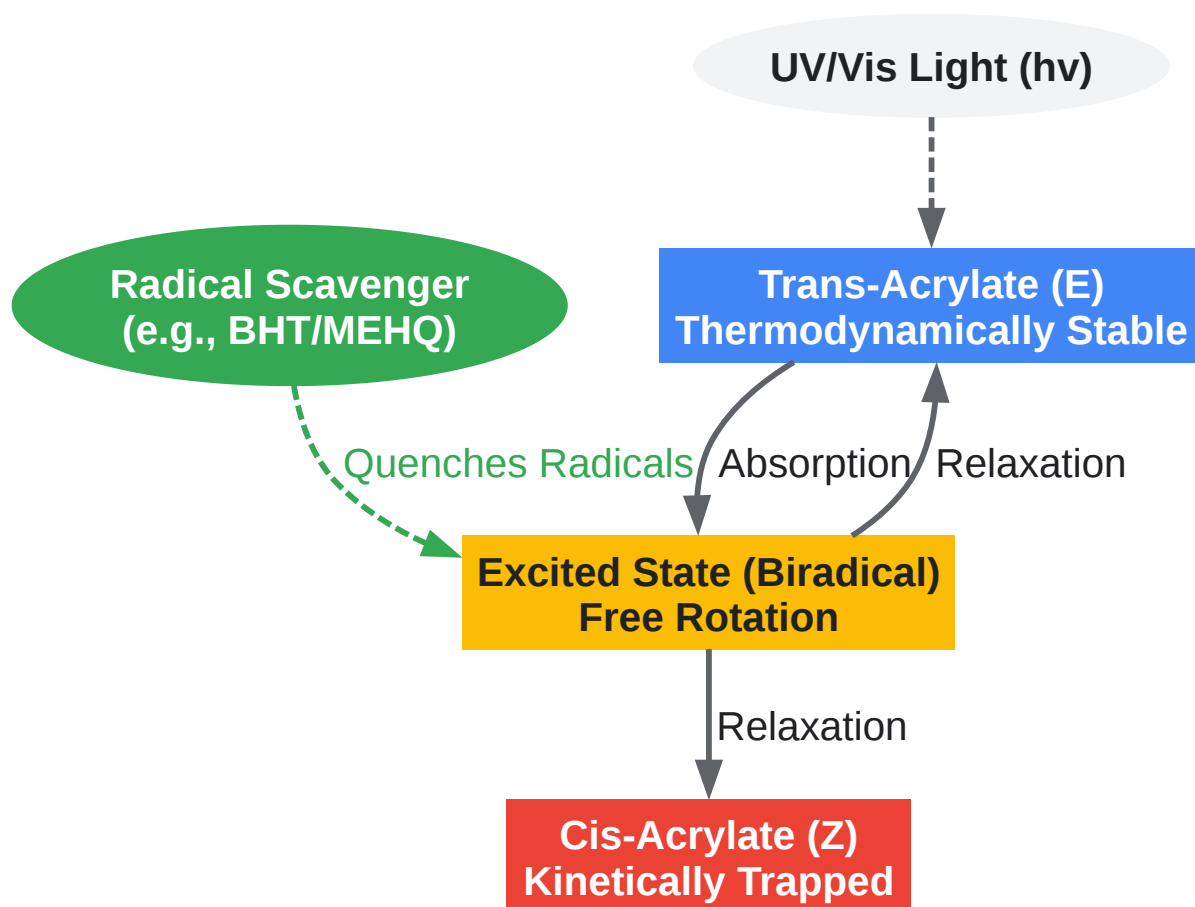 UV/Vis Light (hv)
Radical Scavenger
(e.g., BHT/MEHQ)
Trans-Acrylate (E)
Thermodynamically Stable
Quenches Radicals
Absorption
Relaxation
Excited State (Biradical)
Free Rotation
Relaxation
Cis-Acrylate (Z)
Kinetically Trapped